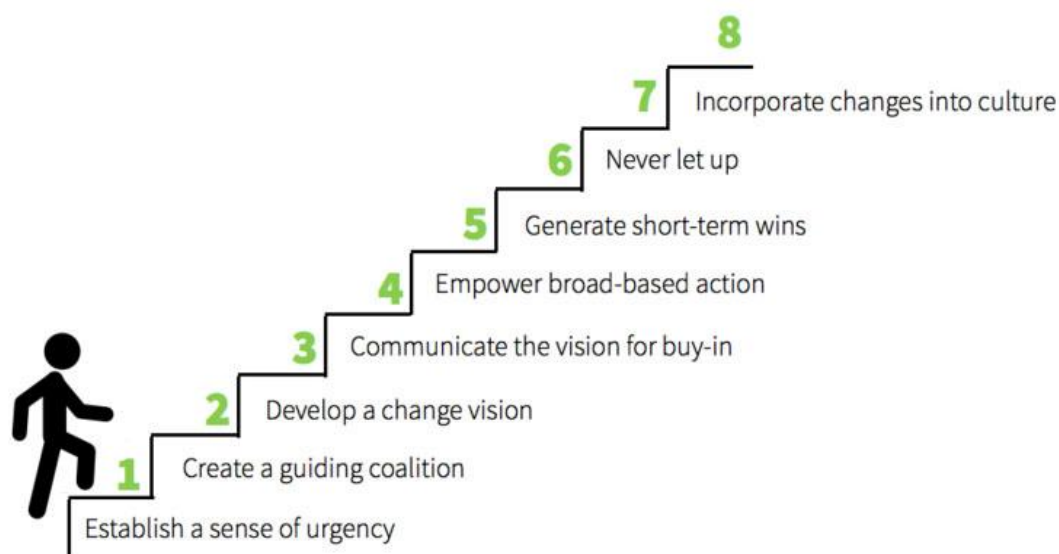 8
7
Incorporate changes into culture
6
Never let up
5
Generate short-term wins
4
Empower broad-based action
3
Communicate the vision for buy-in
2
Develop a change vision
1
Create a guiding coalition
Establish a sense of urgency